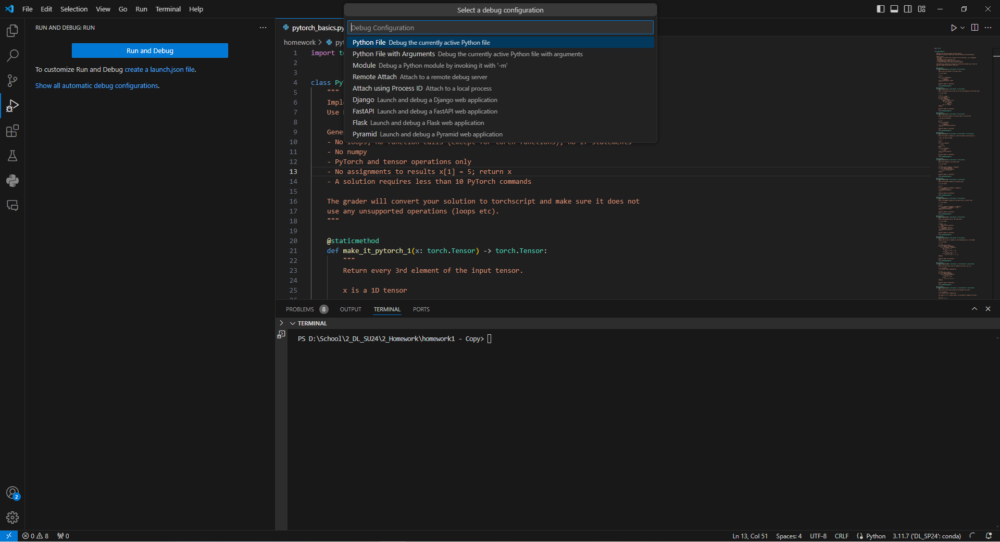 File Edit Selection View Go Run Terminal Help
Select a debug configuration
RUN AND DEBUG: RUN
Run and Debug
To customize Run and Debug create a launch.json file.
Show all automatic debug configurations.
pytorch_basics.py
Debug Configuration
Python File Debug the currently active Python file
Python File with Arguments Debug the currently active Python file with arguments
Module Debug a Python module by invoking it with '-m'
Remote Attach Attach to a remote debug server
Attach using Process ID Attach to a local process
Django Launch and debug a Django web application
FastAPI Launch and debug a FastAPI web application
Flask Launch and debug a Flask web application
Pyramid Launch and debug a Pyramid web application
homework >
1 import
2
3
4 class
5 """
6
7 Use
8
9
10 - No loops, no function calls (except for torch functions), no if statements
11 - No numpy
12 - PyTorch and tensor operations only
13 - No assignments to results x[1] = 5; return x
14 - A solution requires less than 10 PyTorch commands
15
16 The grader will convert your solution to torchscript and make sure it does not
17 use any unsupported operations (loops etc).
18 """
19
20 @staticmethod
21 def make_it_pytorch_1(x: torch.Tensor) -> torch.Tensor:
22 """
23 Return every 3rd element of the input tensor.
24
25 x is a 1D tensor
PROBLEMS 8 OUTPUT TERMINAL PORTS
TERMINAL
PS D:\School\2_DL_SU24\2_Homework\homework1 - Copy>
2
0 8 0
Ln 13, Col 51 Spaces: 4 UTF-8 CRLF Python 3.11.7 ('DL_SP24': conda)